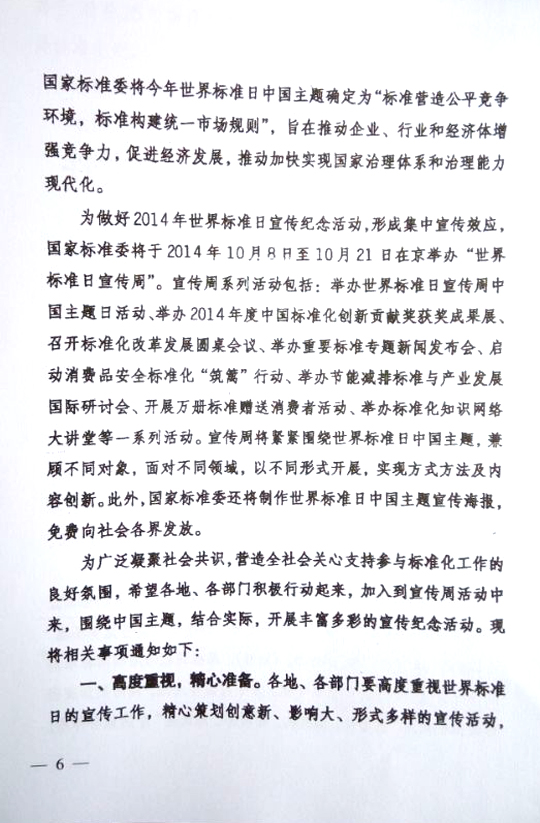 国家标准委将今年世界标准日中国主题确定为“标准营造公平竞争
环境，标准构建统一市场规则”，旨在推动企业、行业和经济体增
强竞争力，促进经济发展，推动加快实现国家治理体系和治理能力
现代化。
为做好2014年世界标准日宣传纪念活动，形成集中宣传效应，
国家标准委将于2014年10月8日至10月21日在京举办“世界
标准日宣传周”。宣传周系列活动包括：举办世界标准日宣传周中
国主题日活动、举办2014年度中国标准化创新贡献奖获奖成果展、
召开标准化改革发展圆桌会议、举办重要标准专题新闻发布会、启
动消费品安全标准化“筑篱”行动、举办节能减排标准与产业发展
国际研讨会、开展万册标准赠送消费者活动、举办标准化知识网络
大讲堂等一系列活动。宣传周将紧紧围绕世界标准日中国主题，兼
顾不同对象，面对不同领域，以不同形式开展，实现方式方法及内
容创新。此外，国家标准委还将制作世界标准日中国主题宣传海报，
免费向社会各界发放。
为广泛凝聚社会共识，营造全社会关心支持参与标准化工作的
良好氛围，希望各地、各部门积极行动起来，加入到宣传周活动中
来，围绕中国主题，结合实际，开展丰富多彩的宣传纪念活动。现
将相关事项通知如下：
一、高度重视，精心准备。各地、各部门要高度重视世界标准
日的宣传工作，精心策划创意新、影响大、形式多样的宣传活动，
— 6 —